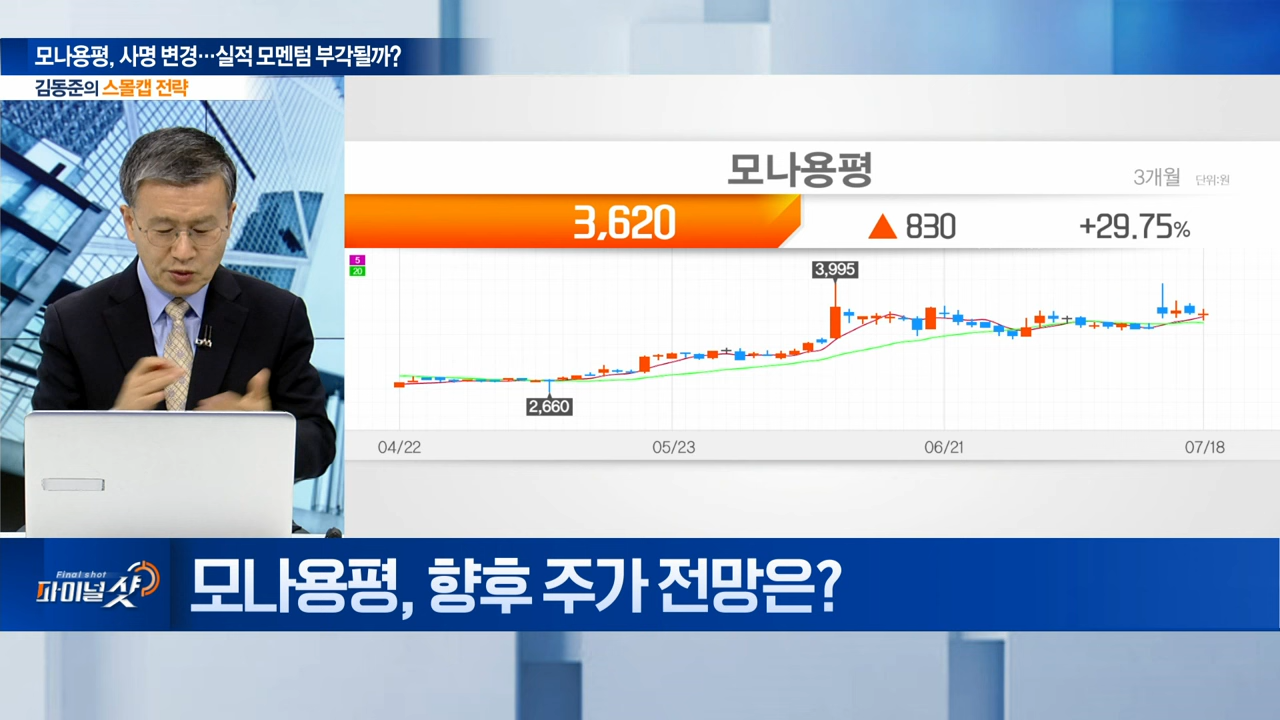 모나용평, 사명 변경…실적 모멘텀 부각될까?
김동준의 스몰캡 전략
모나용평
3개월 단위:원
3,620 ▲ 830 +29.75%
5
20
3,995
2,660
04/22 05/23 06/21 07/18
Final shot
파이널샷
모나용평, 향후 주가 전망은?